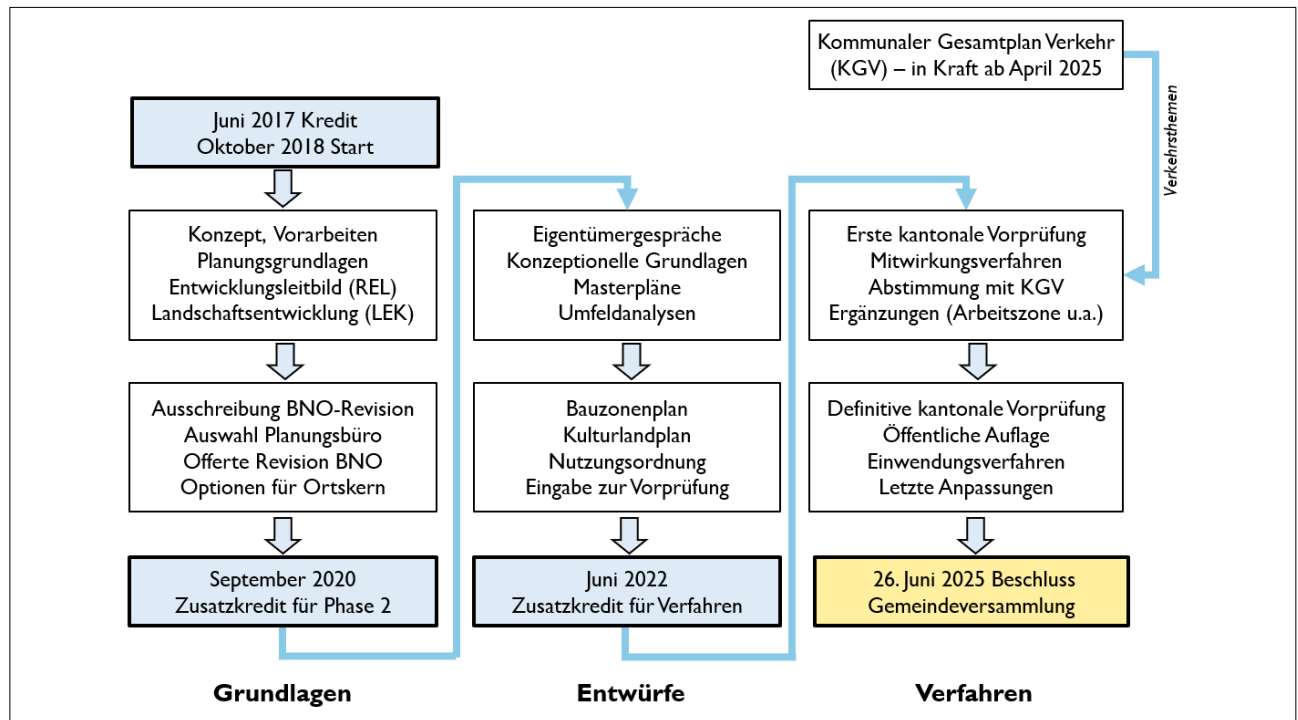 Kommunaler Gesamtplan Verkehr
(KGV) – in Kraft ab April 2025
Verkehrsthemen
Juni 2017 Kredit
Oktober 2018 Start
Konzept, Vorarbeiten
Planungsgrundlagen
Entwicklungsleitbild (REL)
Landschaftsentwicklung (LEK)
Ausschreibung BNO-Revision
Auswahl Planungsbüro
Offerte Revision BNO
Optionen für Ortskern
September 2020
Zusatzkredit für Phase 2
Grundlagen
Eigentümergespräche
Konzeptionelle Grundlagen
Masterpläne
Umfeldanalysen
Bauzonenplan
Kulturlandplan
Nutzungsordnung
Eingabe zur Vorprüfung
Juni 2022
Zusatzkredit für Verfahren
Entwürfe
Erste kantonale Vorprüfung
Mitwirkungsverfahren
Abstimmung mit KGV
Ergänzungen (Arbeitszone u.a.)
Definitive kantonale Vorprüfung
Öffentliche Auflage
Einwendungsverfahren
Letzte Anpassungen
26. Juni 2025 Beschluss
Gemeindeversammlung
Verfahren